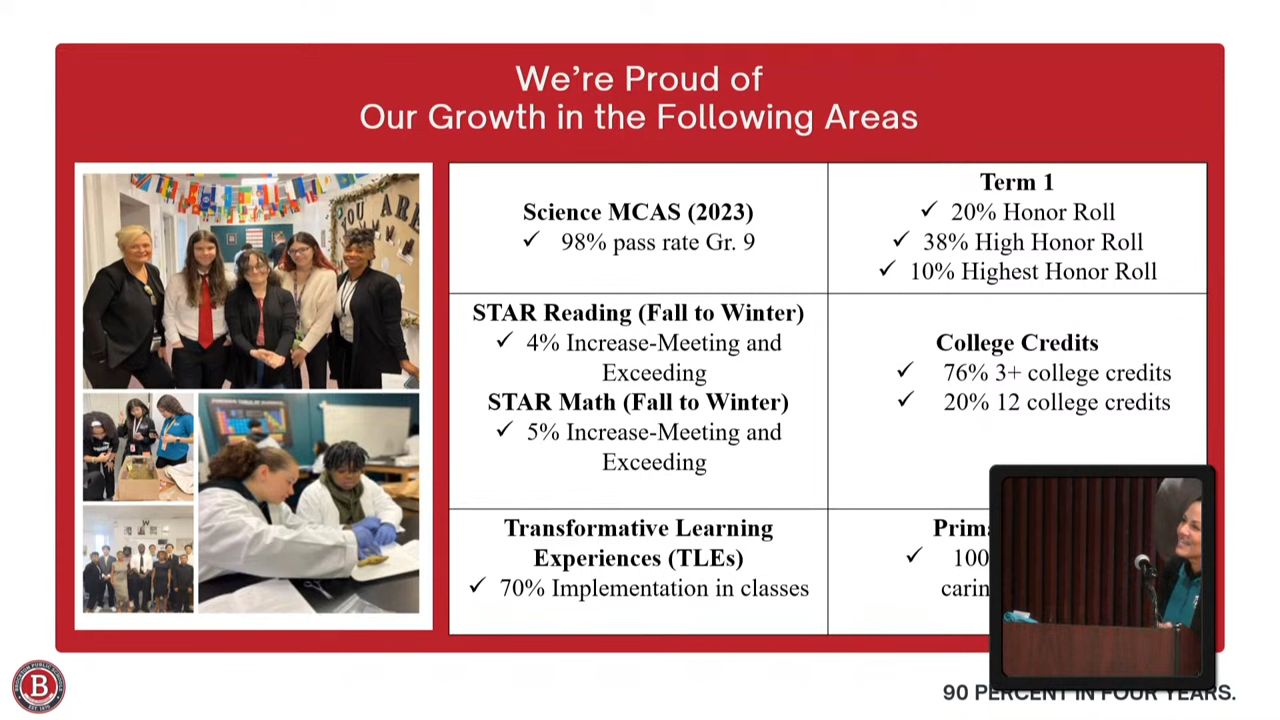 We’re Proud of
Our Growth in the Following Areas
Science MCAS (2023)
✓ 98% pass rate Gr. 9
Term 1
✓ 20% Honor Roll
✓ 38% High Honor Roll
✓ 10% Highest Honor Roll
STAR Reading (Fall to Winter)
✓ 4% Increase-Meeting and
Exceeding
STAR Math (Fall to Winter)
✓ 5% Increase-Meeting and
Exceeding
College Credits
✓ 76% 3+ college credits
✓ 20% 12 college credits
Transformative Learning
Experiences (TLEs)
✓ 70% Implementation in classes
✓ 100
YOU ARE
B
90 PERCENT IN FOUR YEARS.